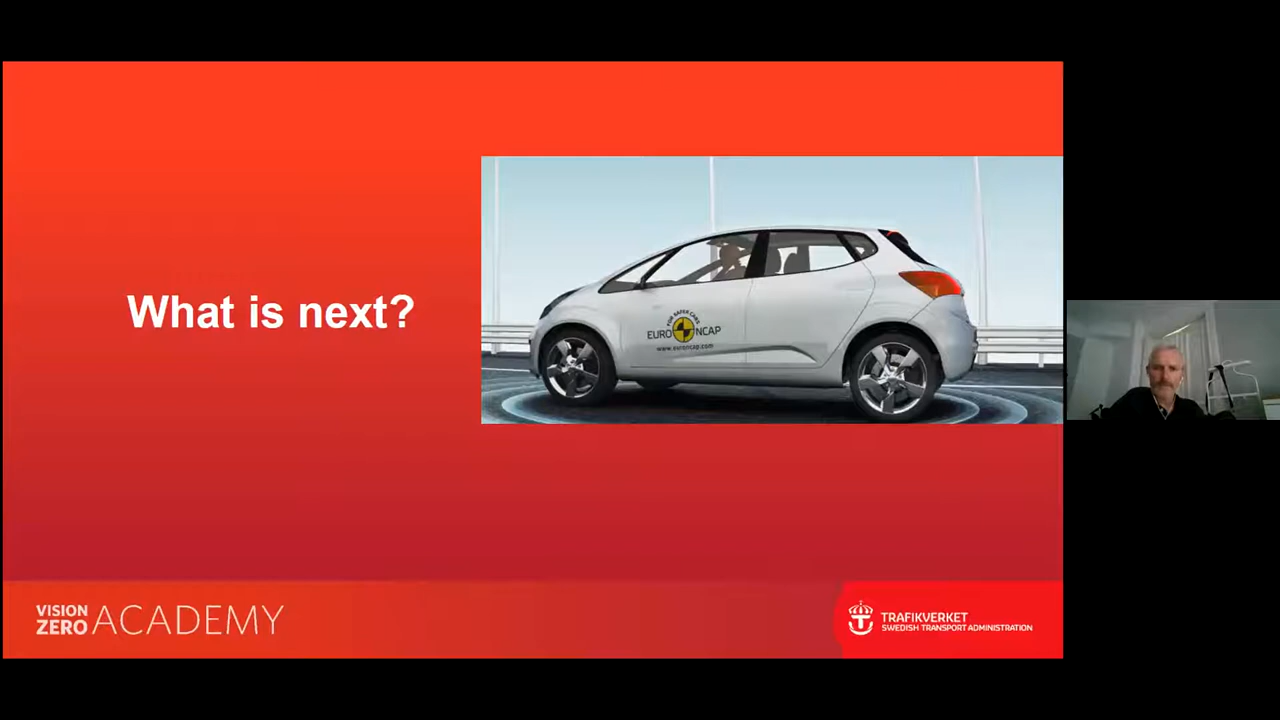 What is next?
FOR SAFER CARS
EURO NCAP
www.euroncap.com
VISION
ZERO ACADEMY
TRAFIKVERKET
SWEDISH TRANSPORT ADMINISTRATION